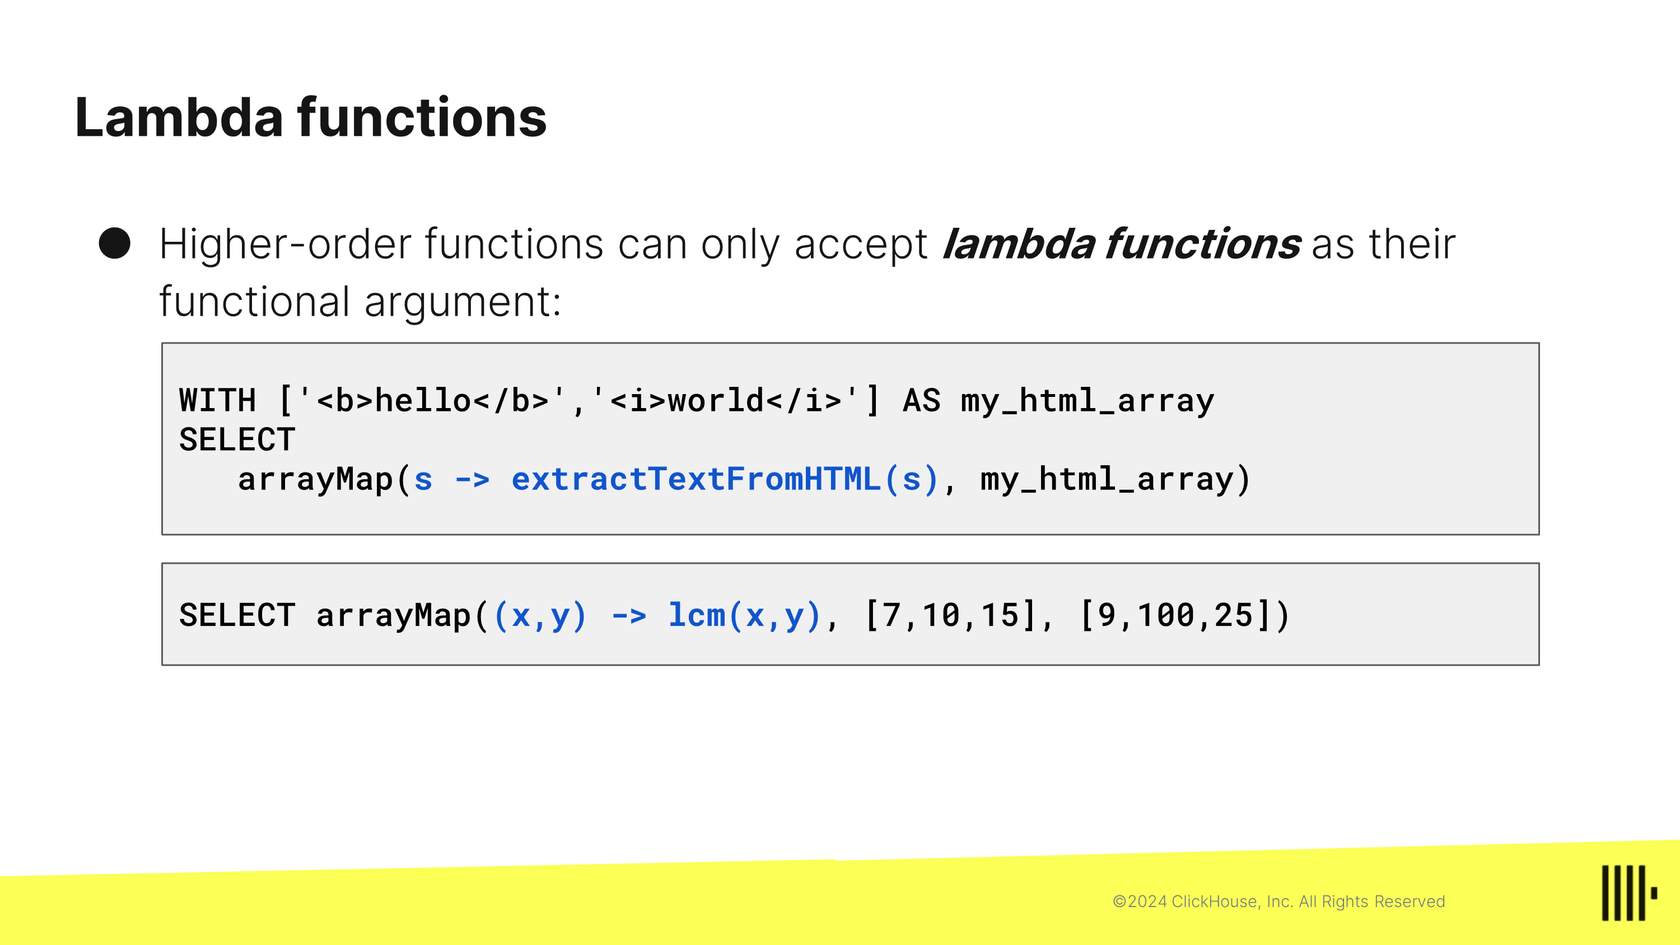 Lambda functions
● Higher-order functions can only accept lambda functions as their
functional argument:
WITH ['<b>hello</b>','<i>world</i>'] AS my_html_array
SELECT
   arrayMap(s -> extractTextFromHTML(s), my_html_array)
SELECT arrayMap((x,y) -> lcm(x,y), [7,10,15], [9,100,25])
©2024 ClickHouse, Inc. All Rights Reserved